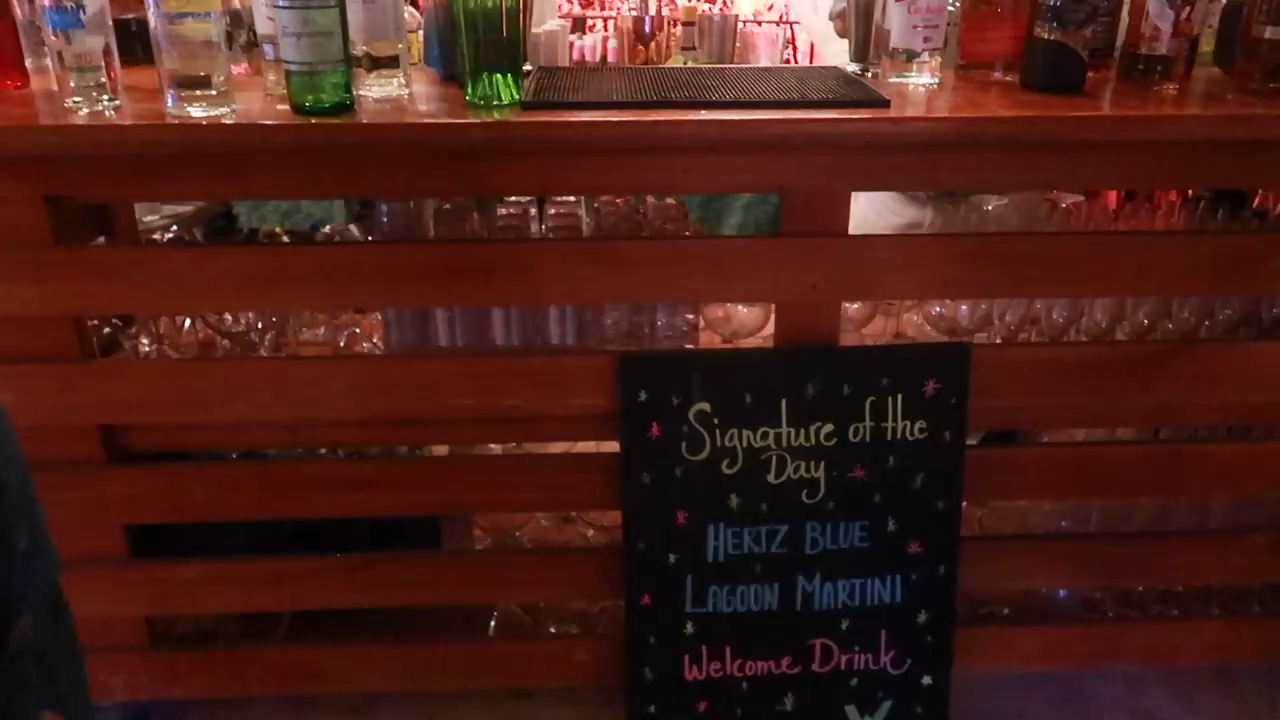 Signature of the
Day
HERTZ BLUE
LAGOON MARTINI
Welcome Drink
W